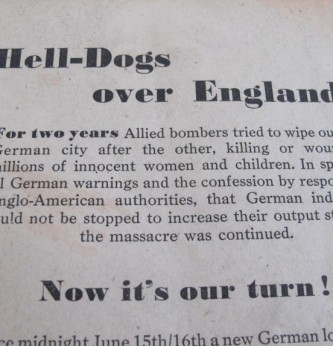 Hell-Dogs
over England
For two years Allied bombers tried to wipe ou
German city after the other, killing or wou
millions of innocent women and children. In sp
l German warnings and the confession by respo
nglo-American authorities, that German ind
uld not be stopped to increase their output st
the massacre was continued.
Now it's our turn!
ce midnight June 15th/16th a new German lo